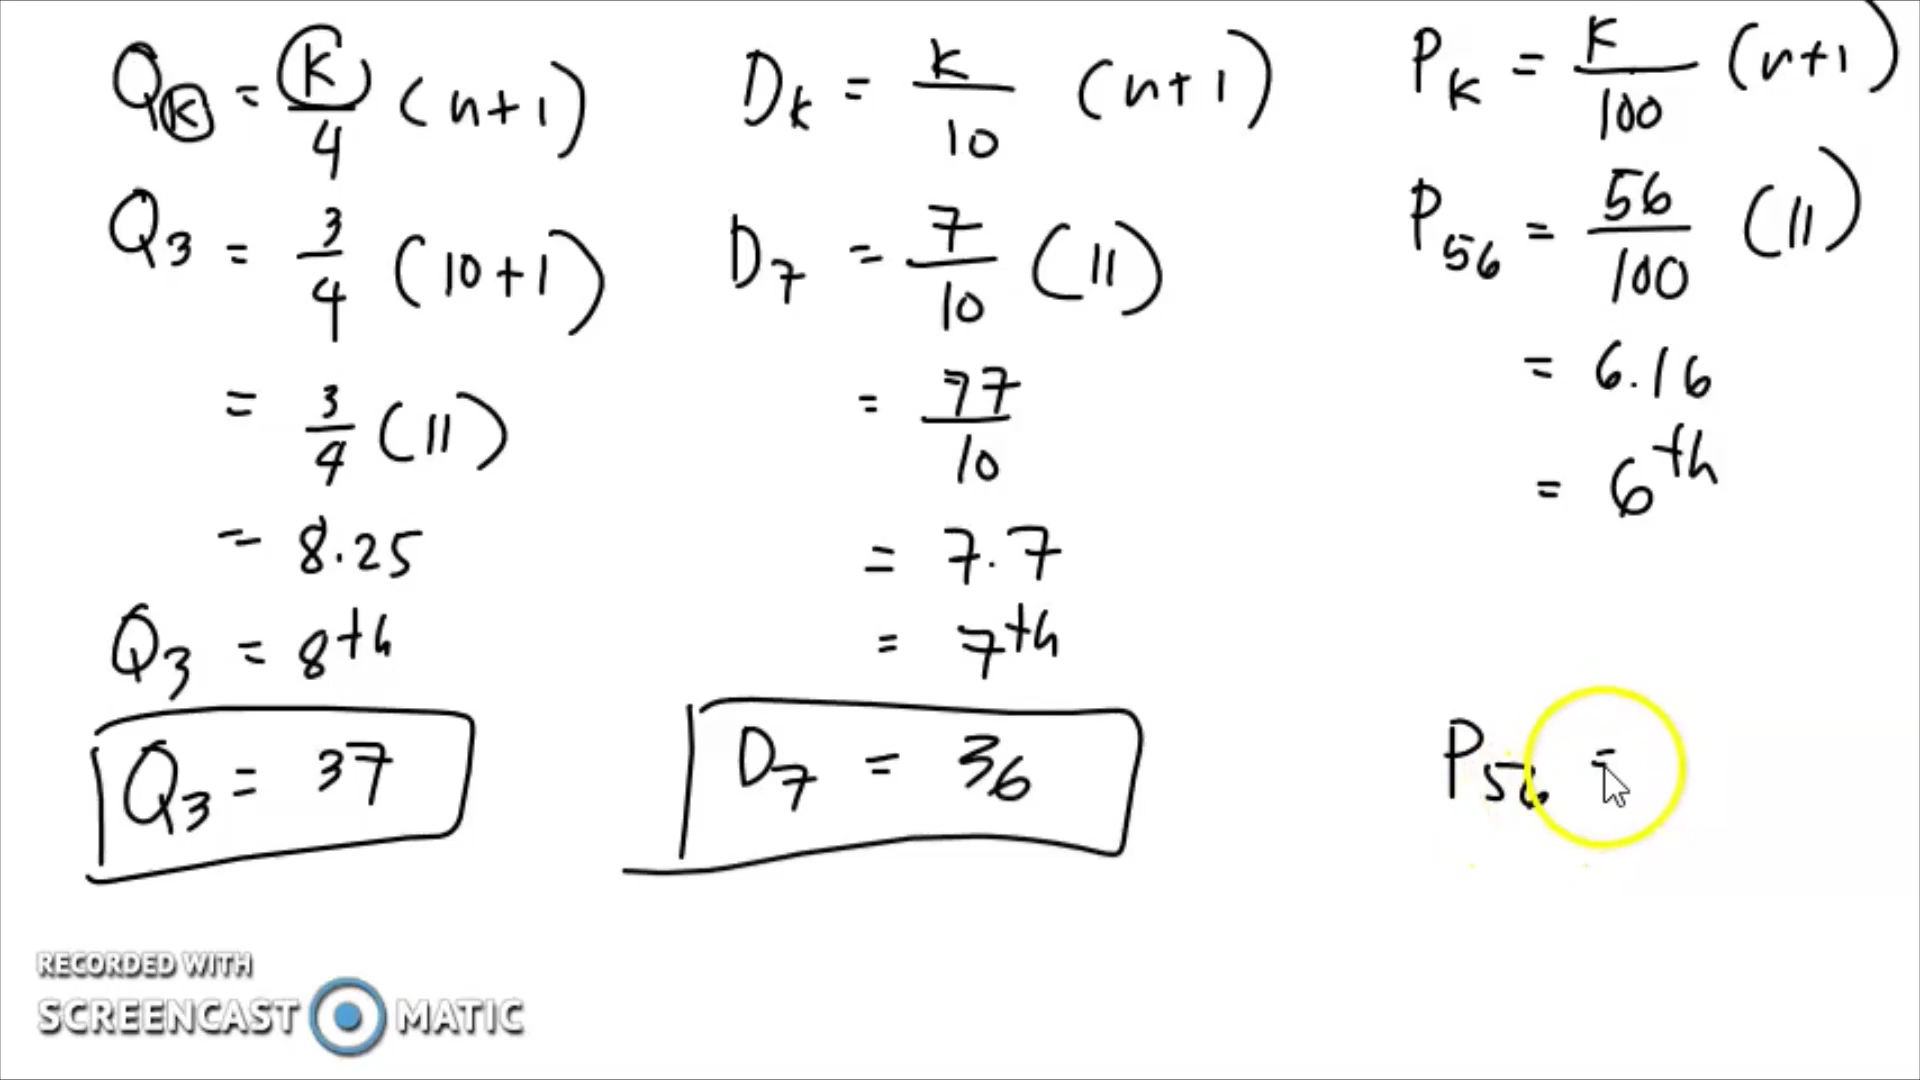 Qk = k/4 (n+1)
Q3 = 3/4 (10+1)
= 3/4 (11)
= 8.25
Q3 = 8th
Q3 = 37
Dk = k/10 (n+1)
D7 = 7/10 (11)
= 77/10
= 7.7
= 7th
D7 = 36
Pk = k/100 (n+1)
P56 = 56/100 (11)
= 6.16
= 6th
P56 =
RECORDED WITH
SCREENCAST MATIC